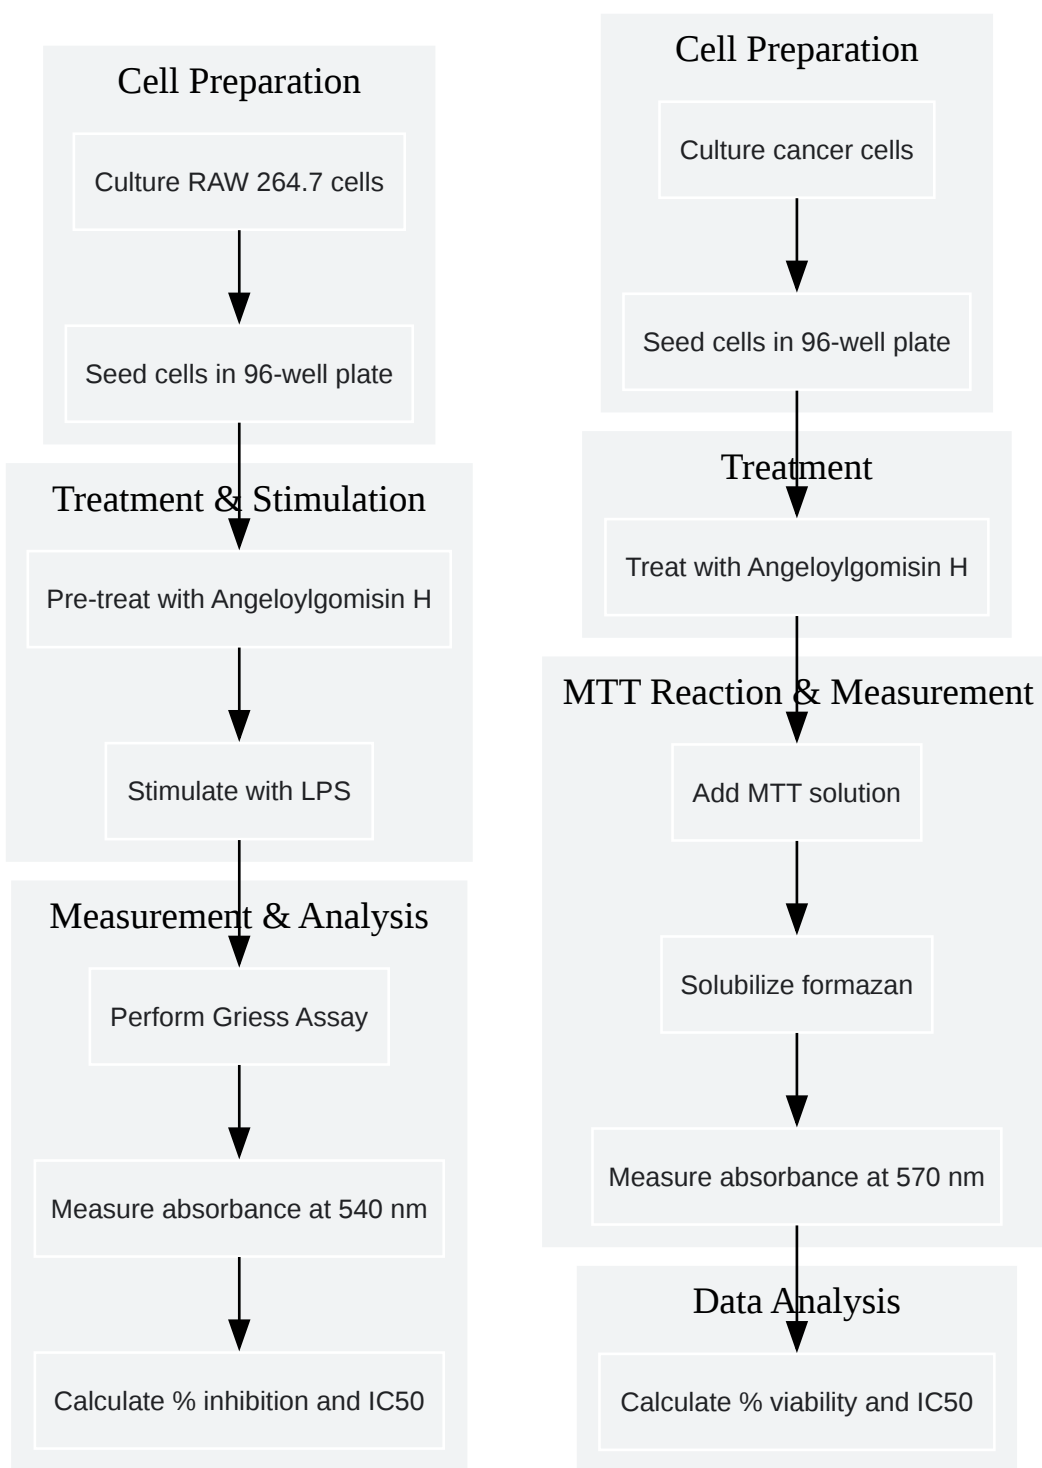 Cell Preparation
Culture RAW 264.7 cells
Seed cells in 96-well plate
Treatment & Stimulation
Pre-treat with Angeloylgomisin H
Stimulate with LPS
Measurement & Analysis
Perform Griess Assay
Measure absorbance at 540 nm
Calculate % inhibition and IC50
Cell Preparation
Culture cancer cells
Seed cells in 96-well plate
Treatment
Treat with Angeloylgomisin H
MTT Reaction & Measurement
Add MTT solution
Solubilize formazan
Measure absorbance at 570 nm
Data Analysis
Calculate % viability and IC50